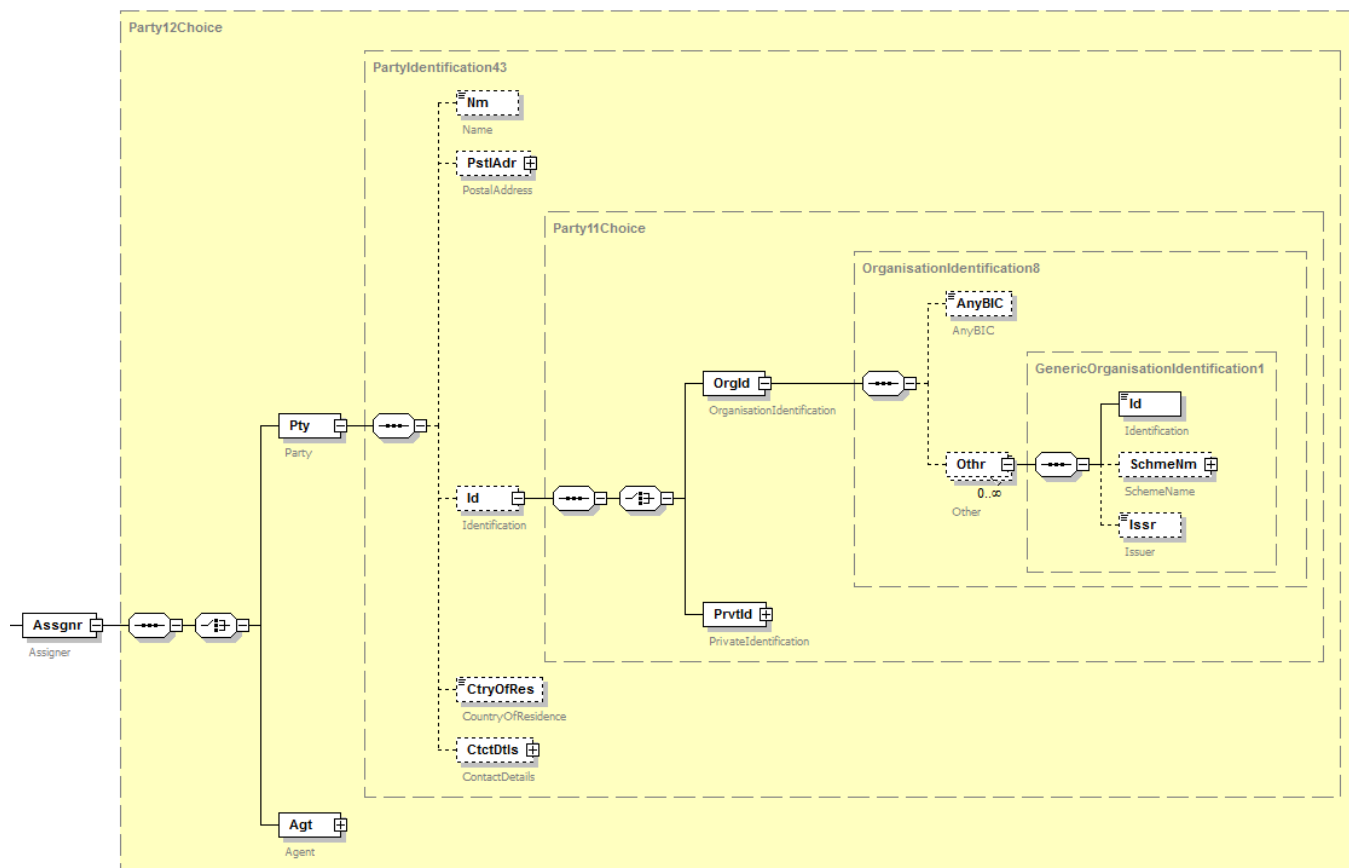 Party12Choice
PartyIdentification43
Nm
Name
PstlAdr
PostalAddress
Party11Choice
OrganisationIdentification8
AnyBIC
AnyBIC
GenericOrganisationIdentification1
OrgId
OrganisationIdentification
Id
Identification
Pty
Party
Othr
0..∞
Other
SchmeNm
SchemeName
Id
Identification
Issr
Issuer
PrvtId
PrivateIdentification
Assgnr
Assigner
CtryOfRes
CountryOfResidence
CtctDtls
ContactDetails
Agt
Agent